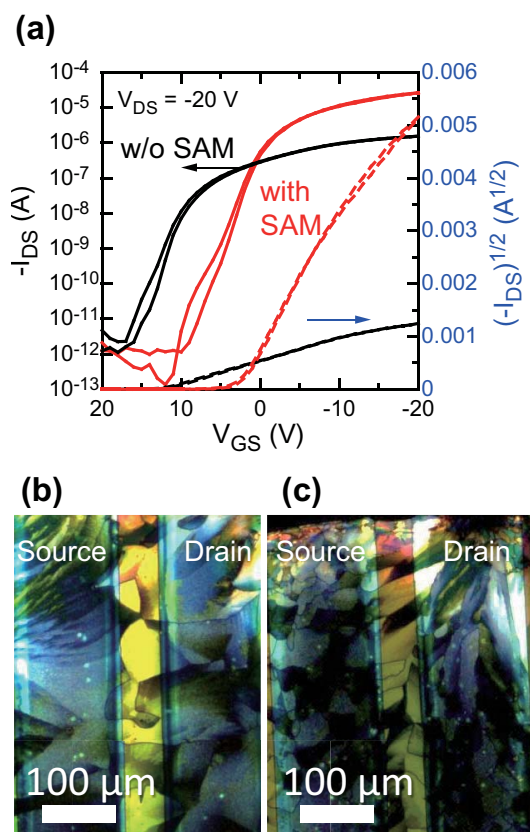 (a)
10⁻⁴
10⁻⁵
10⁻⁶
10⁻⁷
10⁻⁸
10⁻⁹
10⁻¹⁰
10⁻¹¹
10⁻¹²
10⁻¹³
-I_DS (A)
V_DS = -20 V
w/o SAM
with
SAM
0.006
0.005
0.004
0.003
0.002
0.001
0
(-I_DS)^1/2 (A^1/2)
20
10
0
-10
-20
V_GS (V)
(b)
(c)
Source
Drain
Source
Drain
100 µm
100 µm